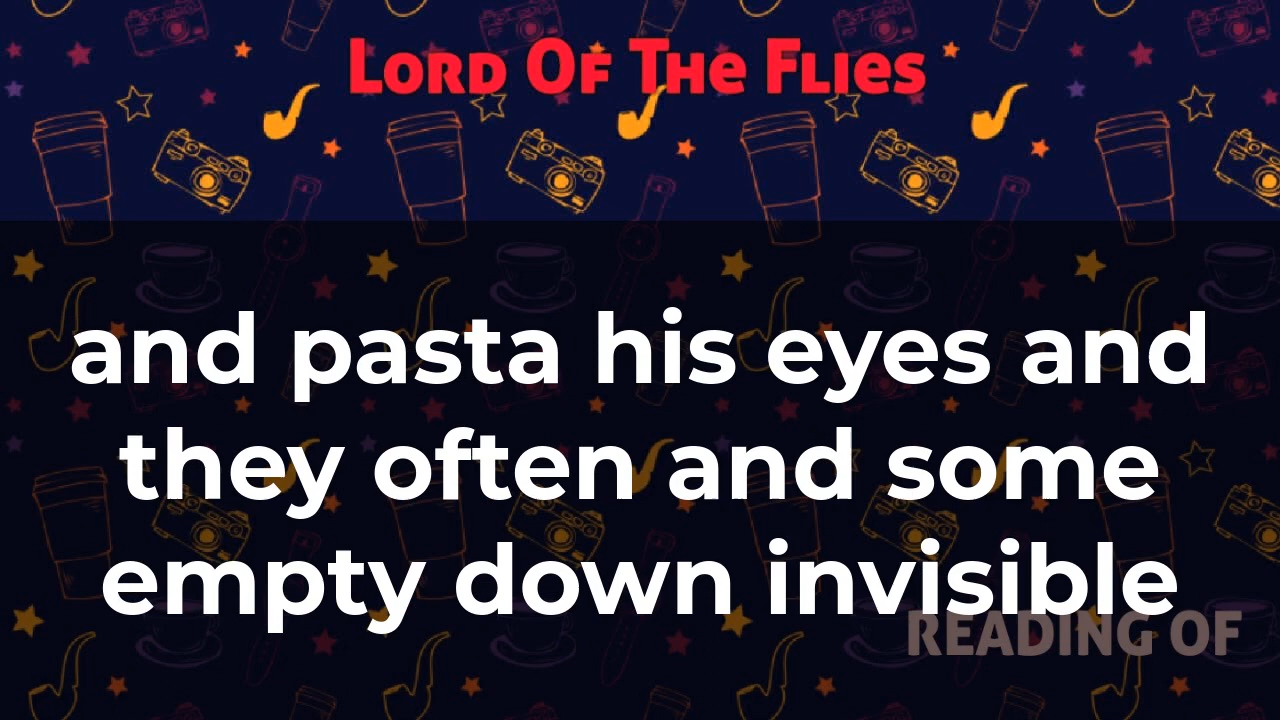 Lord Of The Flies
and pasta his eyes and
they often and some
empty down invisible
READING OF